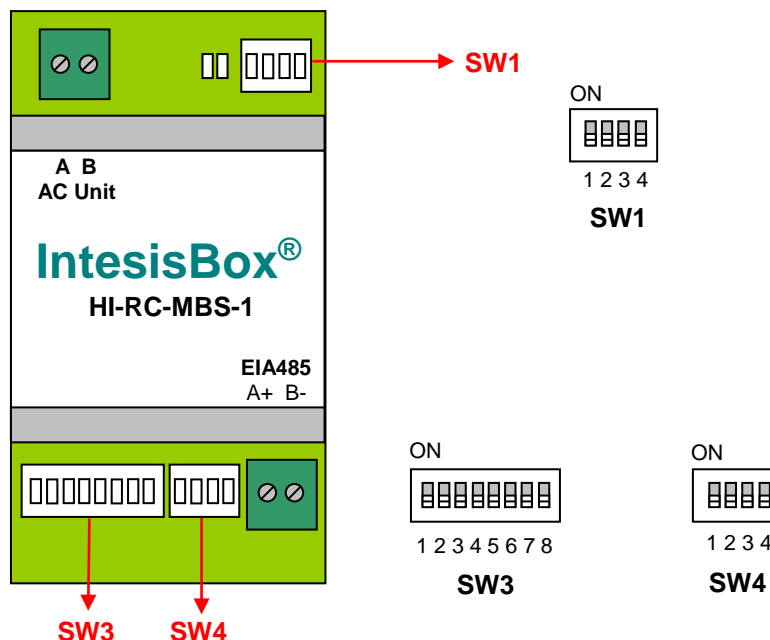 SW1
ON
1 2 3 4
SW1
A B
AC Unit
IntesisBox®
HI-RC-MBS-1
EIA485
A+ B-
ON
1 2 3 4 5 6 7 8
SW3
ON
1 2 3 4
SW4
SW3 SW4